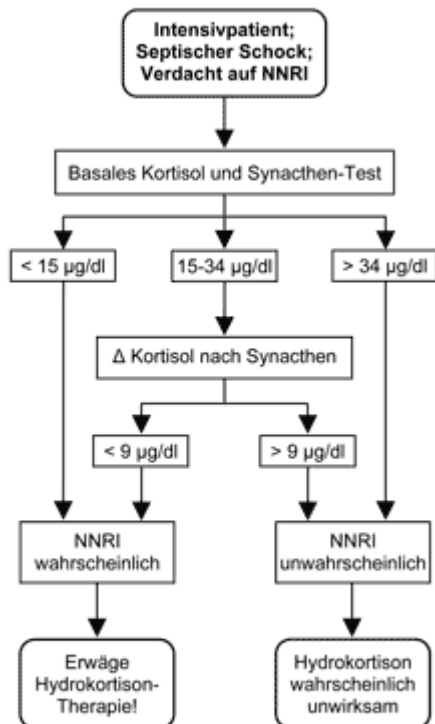 Intensivpatient;
Septischer Schock;
Verdacht auf NNRI
Basales Kortisol und Synacthen-Test
< 15 µg/dl
15-34 µg/dl
> 34 µg/dl
Δ Kortisol nach Synacthen
< 9 µg/dl
> 9 µg/dl
NNRI
wahrscheinlich
NNRI
unwahrscheinlich
Erwäge
Hydrokortison-
Therapie!
Hydrokortison
wahrscheinlich
unwirksam